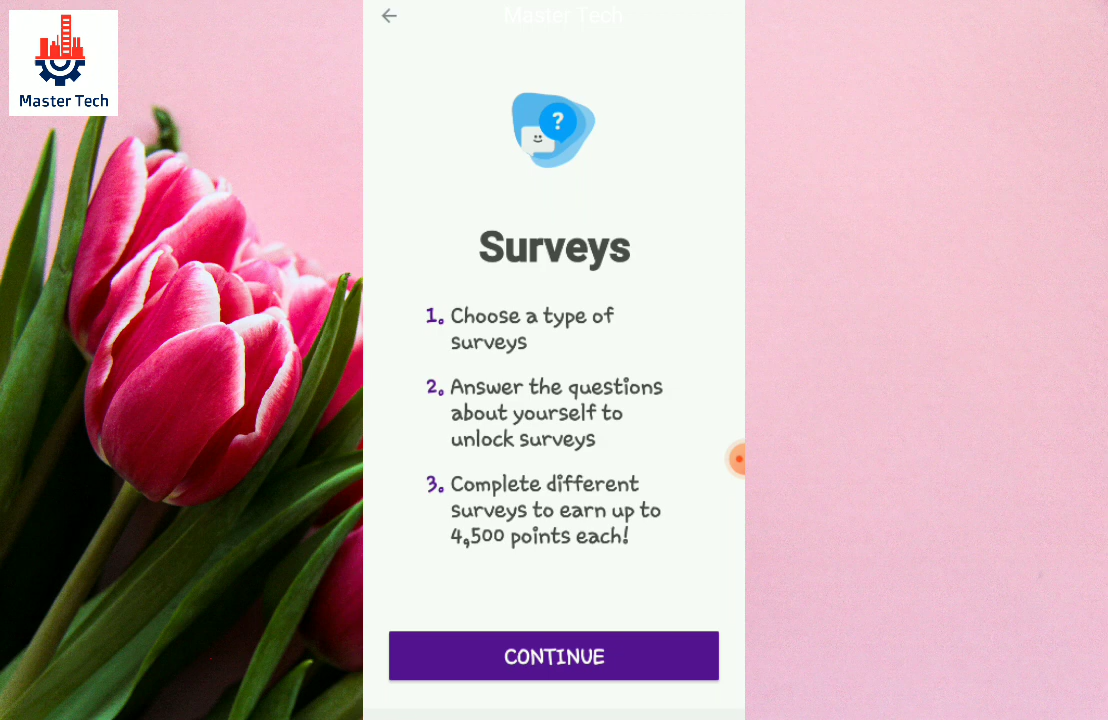 Master Tech
Master Tech
?
Surveys
1. Choose a type of
surveys
2. Answer the questions
about yourself to
unlock surveys
3. Complete different
surveys to earn up to
4,500 points each!
CONTINUE